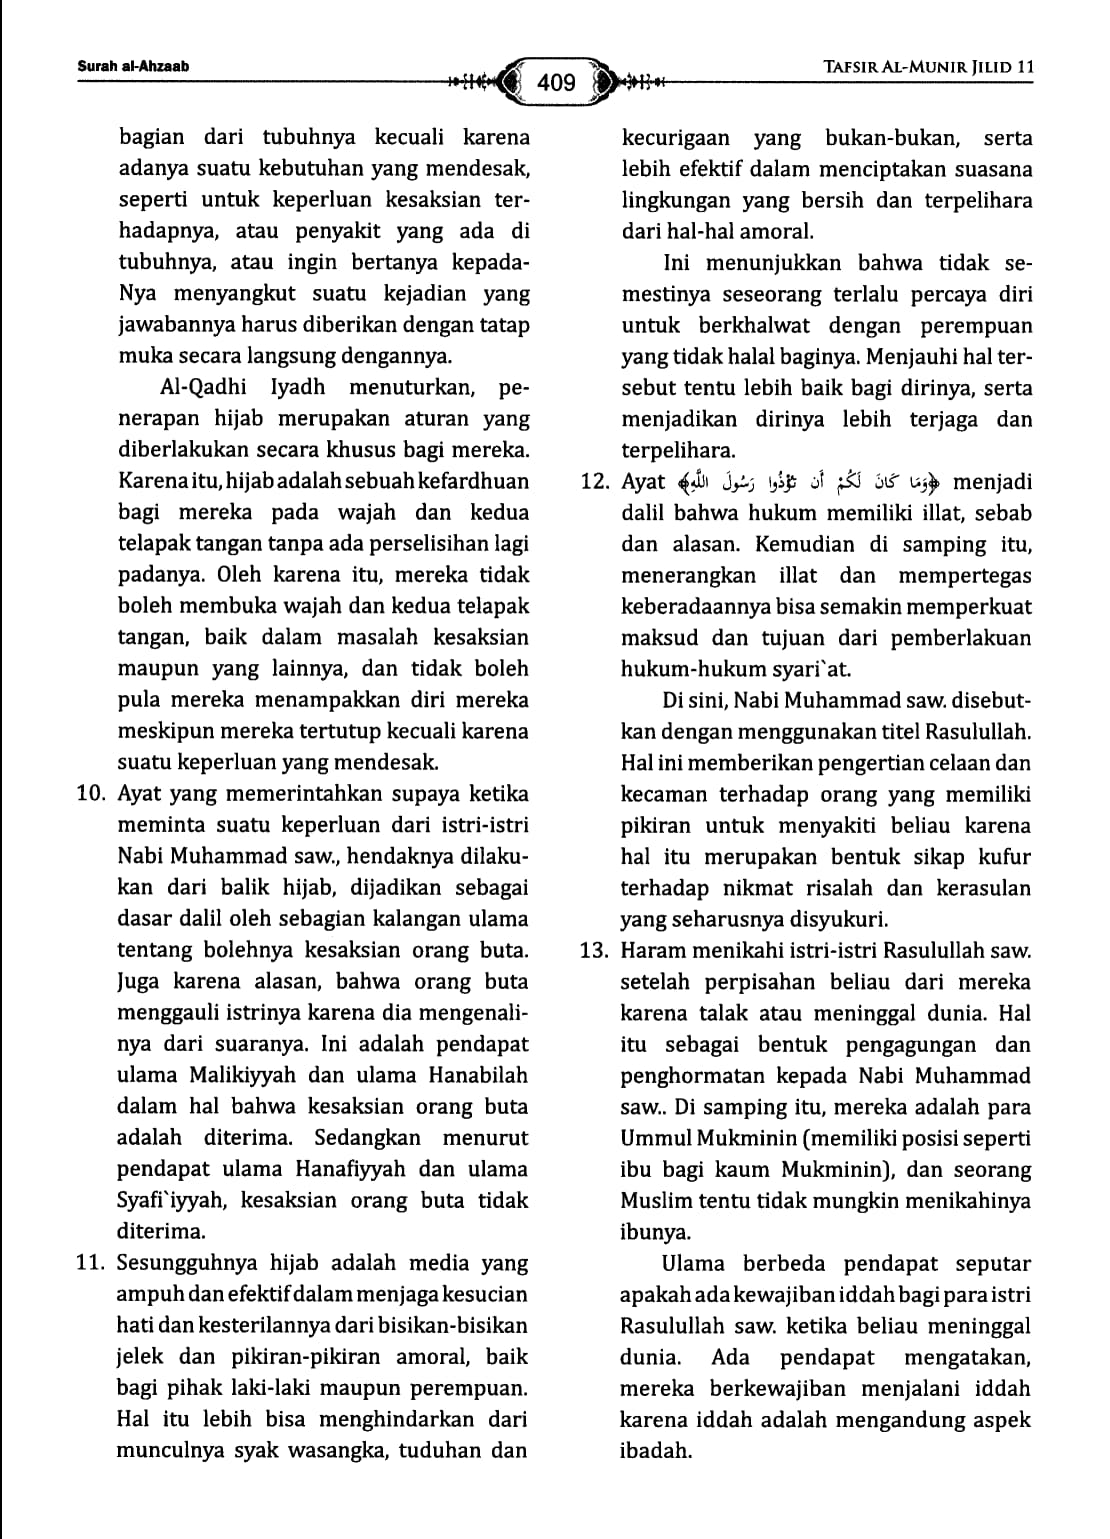 Surah al-Ahzaab
409
TAFSIR AL-MUNIR JILID 11
bagian dari tubuhnya kecuali karena
adanya suatu kebutuhan yang mendesak,
seperti untuk keperluan kesaksian ter-
hadapnya, atau penyakit yang ada di
tubuhnya, atau ingin bertanya kepada-
Nya menyangkut suatu kejadian yang
jawabannya harus diberikan dengan tatap
muka secara langsung dengannya.
Al-Qadhi Iyadh menuturkan, pe-
nerapan hijab merupakan aturan yang
diberlakukan secara khusus bagi mereka.
Karena itu, hijab adalah sebuah kefardhuan
bagi mereka pada wajah dan kedua
telapak tangan tanpa ada perselisihan lagi
padanya. Oleh karena itu, mereka tidak
boleh membuka wajah dan kedua telapak
tangan, baik dalam masalah kesaksian
maupun yang lainnya, dan tidak boleh
pula mereka menampakkan diri mereka
meskipun mereka tertutup kecuali karena
suatu keperluan yang mendesak.
10. Ayat yang memerintahkan supaya ketika
meminta suatu keperluan dari istri-istri
Nabi Muhammad saw., hendaknya dilaku-
kan dari balik hijab, dijadikan sebagai
dasar dalil oleh sebagian kalangan ulama
tentang bolehnya kesaksian orang buta.
Juga karena alasan, bahwa orang buta
menggauli istrinya karena dia mengenali-
nya dari suaranya. Ini adalah pendapat
ulama Malikiyyah dan ulama Hanabilah
dalam hal bahwa kesaksian orang buta
adalah diterima. Sedangkan menurut
pendapat ulama Hanafiyyah dan ulama
Syafi`iyyah, kesaksian orang buta tidak
diterima.
11. Sesungguhnya hijab adalah media yang
ampuh dan efektif dalam menjaga kesucian
hati dan kesterilannya dari bisikan-bisikan
jelek dan pikiran-pikiran amoral, baik
bagi pihak laki-laki maupun perempuan.
Hal itu lebih bisa menghindarkan dari
munculnya syak wasangka, tuduhan dan
kecurigaan yang bukan-bukan, serta
lebih efektif dalam menciptakan suasana
lingkungan yang bersih dan terpelihara
dari hal-hal amoral.
Ini menunjukkan bahwa tidak se-
mestinya seseorang terlalu percaya diri
untuk berkhalwat dengan perempuan
yang tidak halal baginya. Menjauhi hal ter-
sebut tentu lebih baik bagi dirinya, serta
menjadikan dirinya lebih terjaga dan
terpelihara.
12. Ayat ﴿وَمَا كَانَ لَكُمْ أَن تُؤْذُوا رَسُولَ اللَّهِ﴾ menjadi
dalil bahwa hukum memiliki illat, sebab
dan alasan. Kemudian di samping itu,
menerangkan illat dan mempertegas
keberadaannya bisa semakin memperkuat
maksud dan tujuan dari pemberlakuan
hukum-hukum syari`at.
Di sini, Nabi Muhammad saw. disebut-
kan dengan menggunakan titel Rasulullah.
Hal ini memberikan pengertian celaan dan
kecaman terhadap orang yang memiliki
pikiran untuk menyakiti beliau karena
hal itu merupakan bentuk sikap kufur
terhadap nikmat risalah dan kerasulan
yang seharusnya disyukuri.
13. Haram menikahi istri-istri Rasulullah saw.
setelah perpisahan beliau dari mereka
karena talak atau meninggal dunia. Hal
itu sebagai bentuk pengagungan dan
penghormatan kepada Nabi Muhammad
saw.. Di samping itu, mereka adalah para
Ummul Mukminin (memiliki posisi seperti
ibu bagi kaum Mukminin), dan seorang
Muslim tentu tidak mungkin menikahinya
ibunya.
Ulama berbeda pendapat seputar
apakah ada kewajiban iddah bagi para istri
Rasulullah saw. ketika beliau meninggal
dunia. Ada pendapat mengatakan,
mereka berkewajiban menjalani iddah
karena iddah adalah mengandung aspek
ibadah.